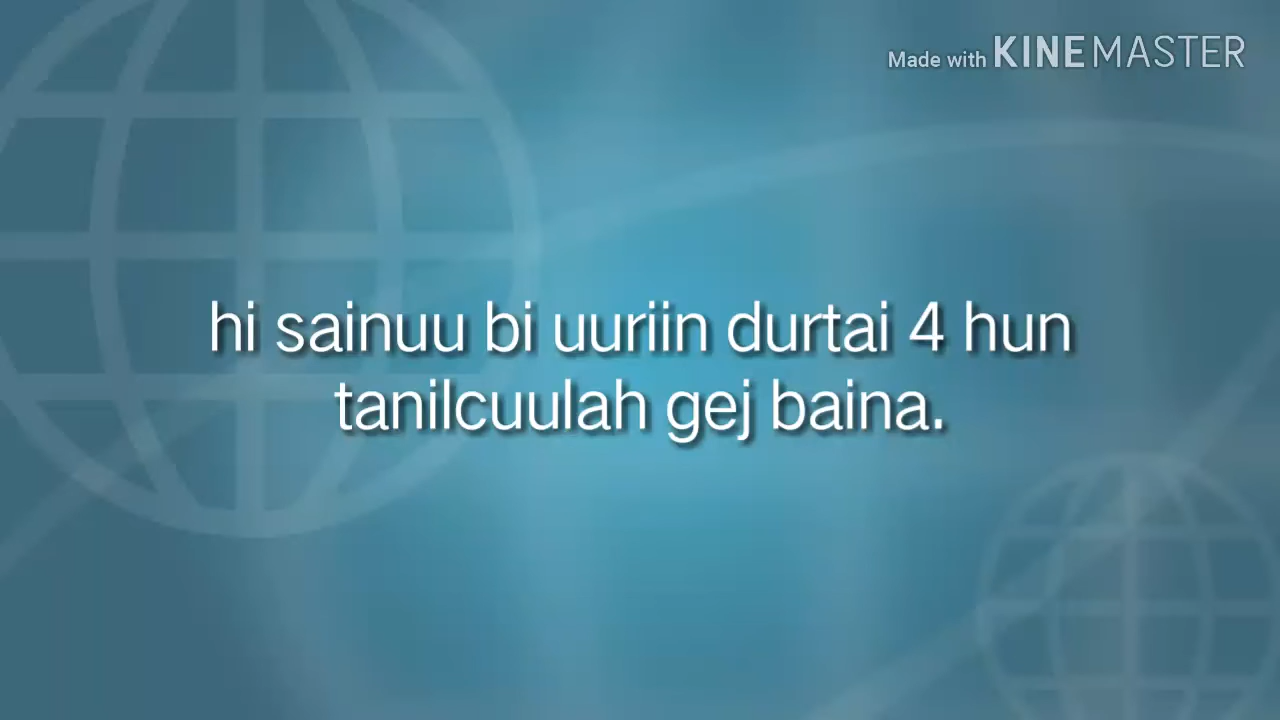 Made with KINEMASTER
hi sainuu bi uuriin durtai 4 hun
tanilcuulah gej baina.